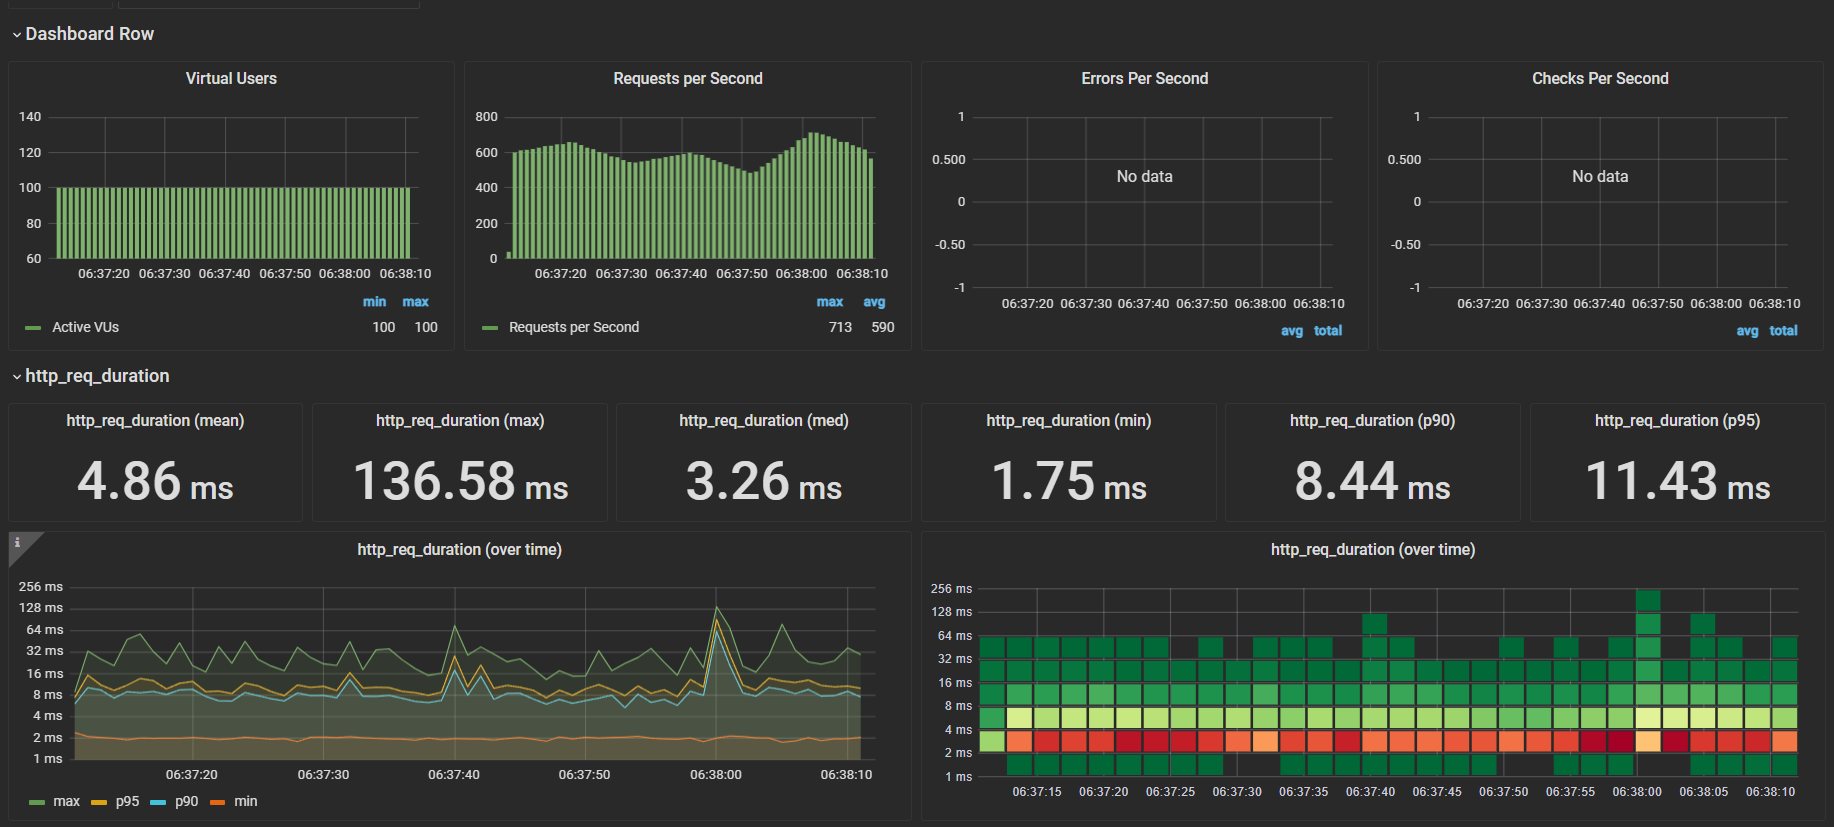 Dashboard Row
Virtual Users
140
120
100
80
60
06:37:20 06:37:30 06:37:40 06:37:50 06:38:00 06:38:10
min max
Active VUs 100 100
Requests per Second
800
600
400
200
0
06:37:20 06:37:30 06:37:40 06:37:50 06:38:00 06:38:10
max avg
Requests per Second 713 590
Errors Per Second
1
0.500
No data
0
-0.50
-1
06:37:20 06:37:30 06:37:40 06:37:50 06:38:00 06:38:10
avg total
Checks Per Second
1
0.500
No data
0
-0.50
-1
06:37:20 06:37:30 06:37:40 06:37:50 06:38:00 06:38:10
avg total
http_req_duration
http_req_duration (mean)
4.86 ms
http_req_duration (max)
136.58 ms
http_req_duration (med)
3.26 ms
http_req_duration (min)
1.75 ms
http_req_duration (p90)
8.44 ms
http_req_duration (p95)
11.43 ms
i
http_req_duration (over time)
256 ms
128 ms
64 ms
32 ms
16 ms
8 ms
4 ms
2 ms
1 ms
06:37:20 06:37:30 06:37:40 06:37:50 06:38:00 06:38:10
max p95 p90 min
http_req_duration (over time)
256 ms
128 ms
64 ms
32 ms
16 ms
8 ms
4 ms
2 ms
1 ms
06:37:15 06:37:20 06:37:25 06:37:30 06:37:35 06:37:40 06:37:45 06:37:50 06:37:55 06:38:00 06:38:05 06:38:10